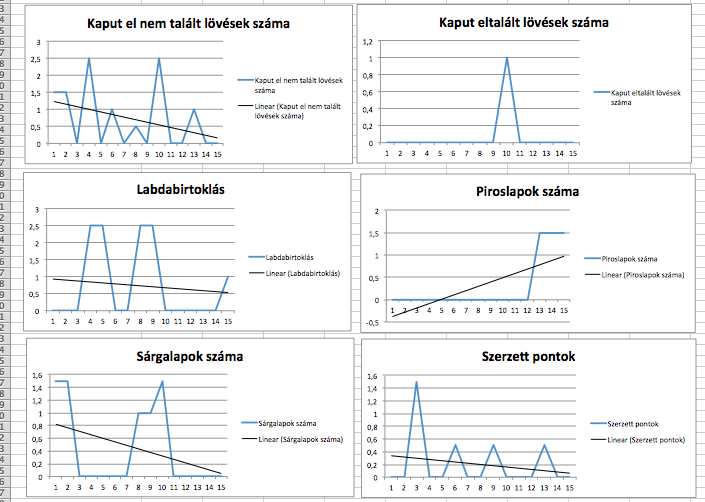 Kaput el nem talált lövések száma
3
2,5
2
1,5
1
0,5
0
1 2 3 4 5 6 7 8 9 10 11 12 13 14 15
Kaput el nem talált lövések
száma
Linear (Kaput el nem talált
lövések száma)
Kaput eltalált lövések száma
1,2
1
0,8
0,6
0,4
0,2
0
1 2 3 4 5 6 7 8 9 10 11 12 13 14 15
Kaput eltalált lövések
száma
Labdabirtoklás
3
2,5
2
1,5
1
0,5
0
1 2 3 4 5 6 7 8 9 10 11 12 13 14 15
Labdabirtoklás
Linear (Labdabirtoklás)
Piroslapok száma
2
1,5
1
0,5
0
-0,5
1 2 3 4 5 6 7 8 9 10 11 12 13 14 15
Piroslapok száma
Linear (Piroslapok száma)
Sárgalapok száma
1,6
1,4
1,2
1
0,8
0,6
0,4
0,2
0
1 2 3 4 5 6 7 8 9 10 11 12 13 14 15
Sárgalapok száma
Linear (Sárgalapok száma)
Szerzett pontok
1,6
1,4
1,2
1
0,8
0,6
0,4
0,2
0
1 2 3 4 5 6 7 8 9 10 11 12 13 14 15
Szerzett pontok
Linear (Szerzett pontok)